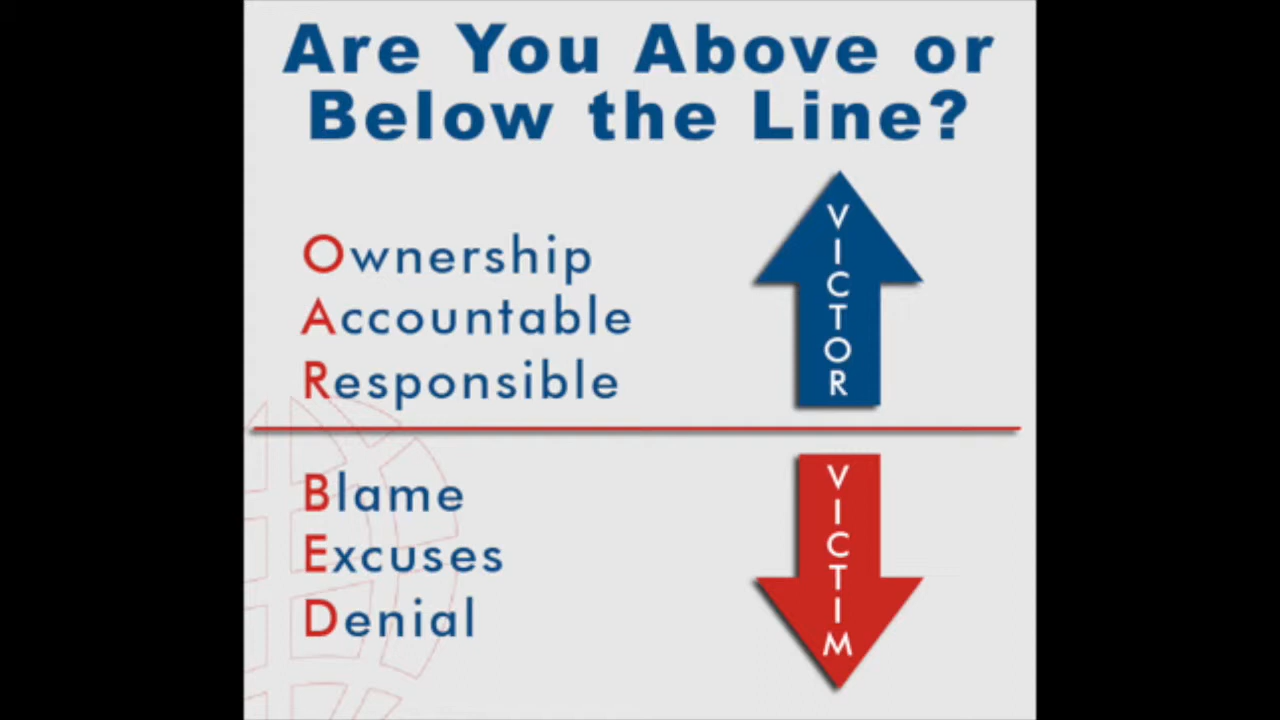 Are You Above or
Below the Line?
Ownership
Accountable
Responsible
VICTOR
Blame
Excuses
Denial
VICTIM